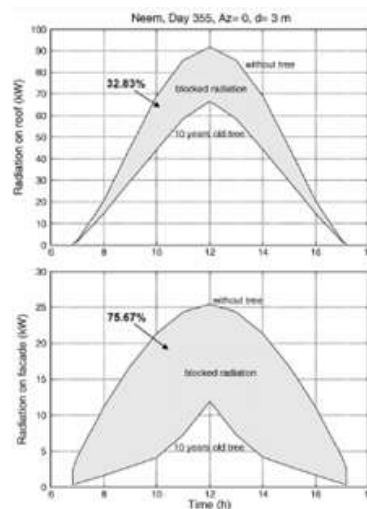 Neem, Day 355, Az= 0, d= 3 m
Radiation on roof (kW)
100
90
80
70
60
50
40
30
20
10
0
without tree
32.83%
blocked radiation
10 years old tree
6 8 10 12 14 16 18
Radiation on facade (kW)
30
25
20
15
10
5
0
without tree
75.67%
blocked radiation
10 years old tree
6 8 10 12 14 16 18
Time (h)